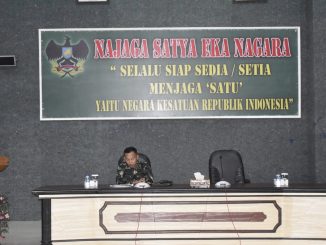 NAJAGA SATYA EKA NAGARA
“ SELALU SIAP SEDIA / SETIA
MENJAGA ‘SATU’
YAITU NEGARA KESATUAN REPUBLIK INDONESIA”